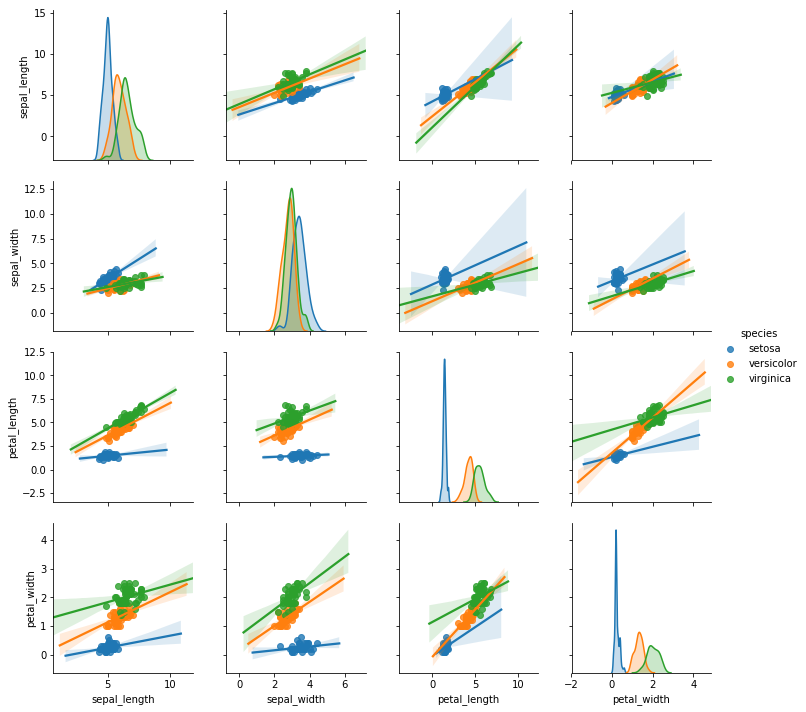 15
10
5
0
sepal_length
12.5
10.0
7.5
5.0
2.5
0.0
sepal_width
species
setosa
versicolor
virginica
12.5
10.0
7.5
5.0
2.5
0.0
−2.5
petal_length
4
3
2
1
0
petal_width
5 10
sepal_length
0 2 4 6
sepal_width
0 5 10
petal_length
−2 0 2 4
petal_width